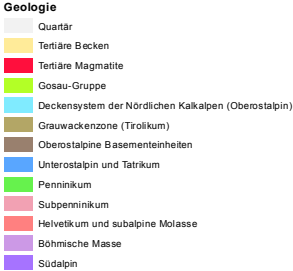 Geologie
Quartär
Tertiäre Becken
Tertiäre Magmatite
Gosau-Gruppe
Deckensystem der Nördlichen Kalkalpen (Oberostalpin)
Grauwackenzone (Tirolikum)
Oberostalpine Basementeinheiten
Unterostalpin und Tatrikum
Penninikum
Subpenninikum
Helvetikum und subalpine Molasse
Böhmische Masse
Südalpin